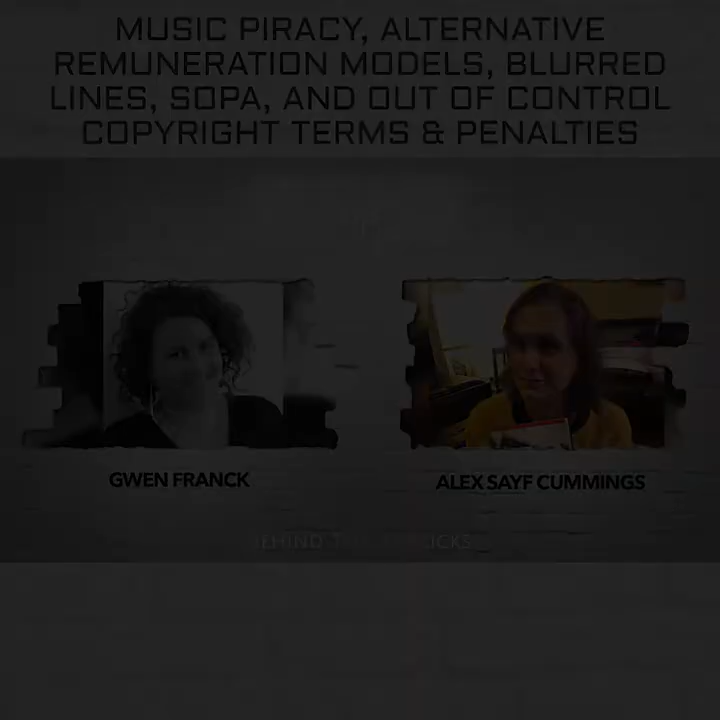 MUSIC PIRACY, ALTERNATIVE
REMUNERATION MODELS, BLURRED
LINES, SOPA, AND OUT OF CONTROL
COPYRIGHT TERMS & PENALTIES
GWEN FRANCK
ALEX SAYF CUMMINGS
BEHIND